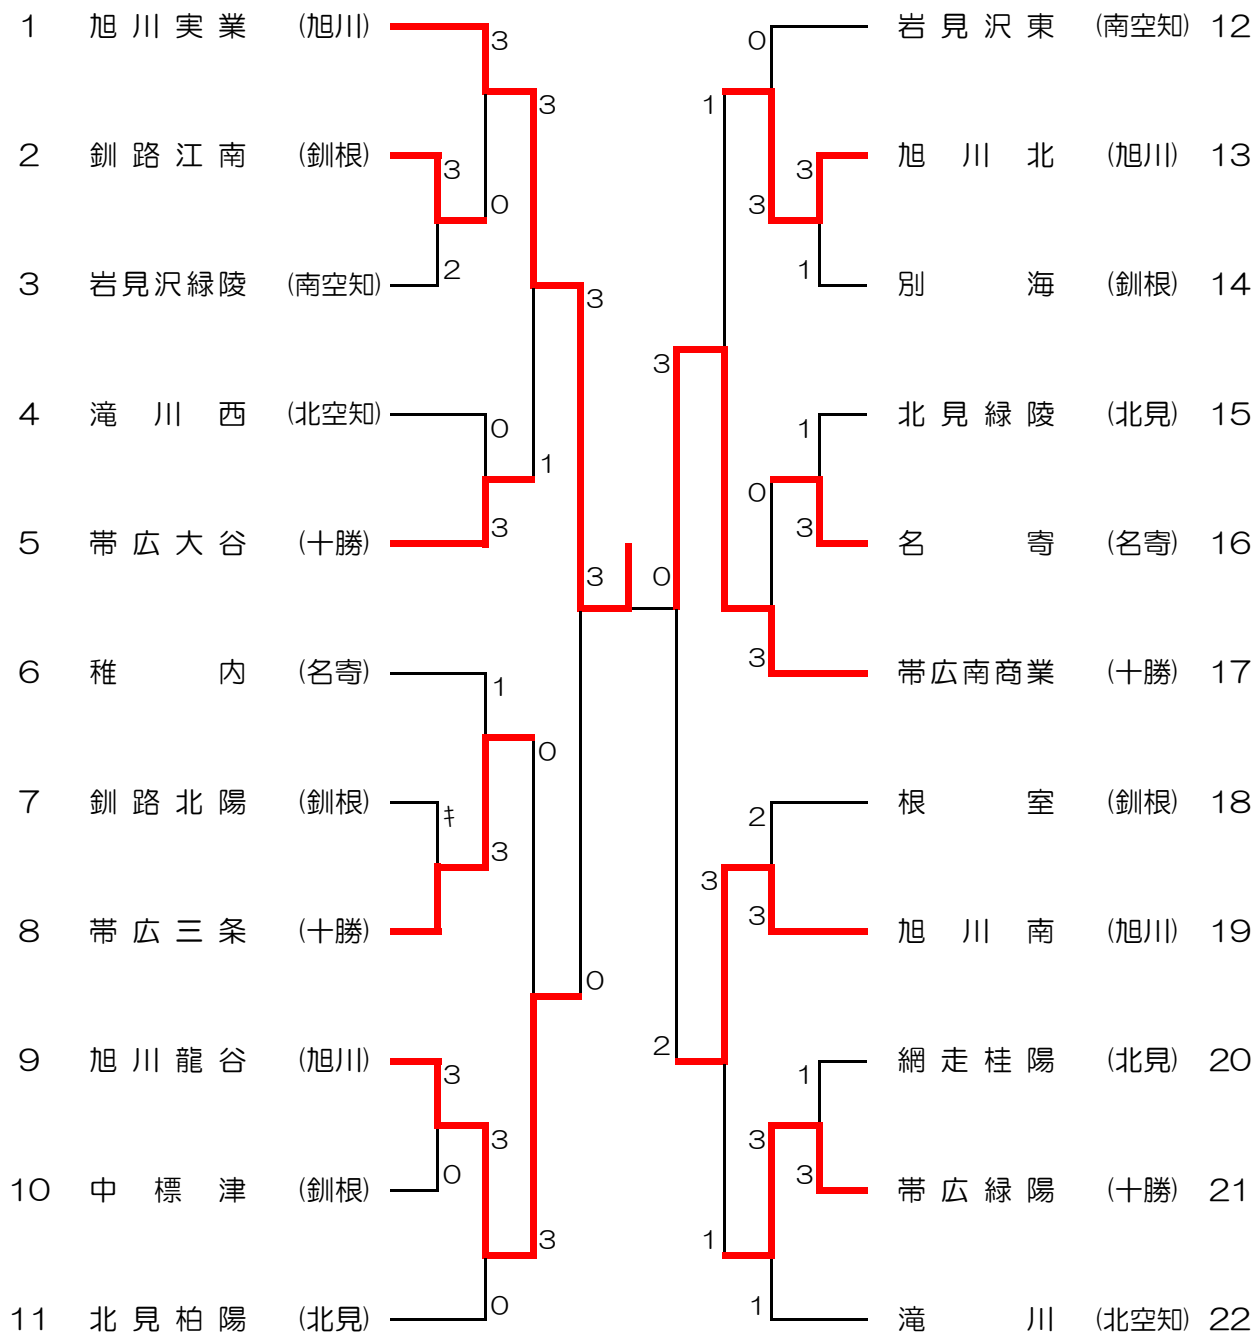 1 旭川実業 (旭川)
3
3
2 釧路江南 (釧根)
3
0
3 岩見沢緑陵 (南空知)
2
3
4 滝川西 (北空知)
0
1
5 帯広大谷 (十勝)
3
3
6 稚内 (名寄)
1
0
7 釧路北陽 (釧根)
キ
3
8 帯広三条 (十勝)
0
9 旭川龍谷 (旭川)
3
3
10 中標津 (釧根)
0
3
11 北見柏陽 (北見)
0
岩見沢東 (南空知) 12
0
1
旭川北 (旭川) 13
3
3
別海 (釧根) 14
1
3
北見緑陵 (北見) 15
1
0
名寄 (名寄) 16
3
0
帯広南商業 (十勝) 17
3
根室 (釧根) 18
2
3
旭川南 (旭川) 19
3
2
網走桂陽 (北見) 20
1
3
帯広緑陽 (十勝) 21
3
1
滝川 (北空知) 22
1